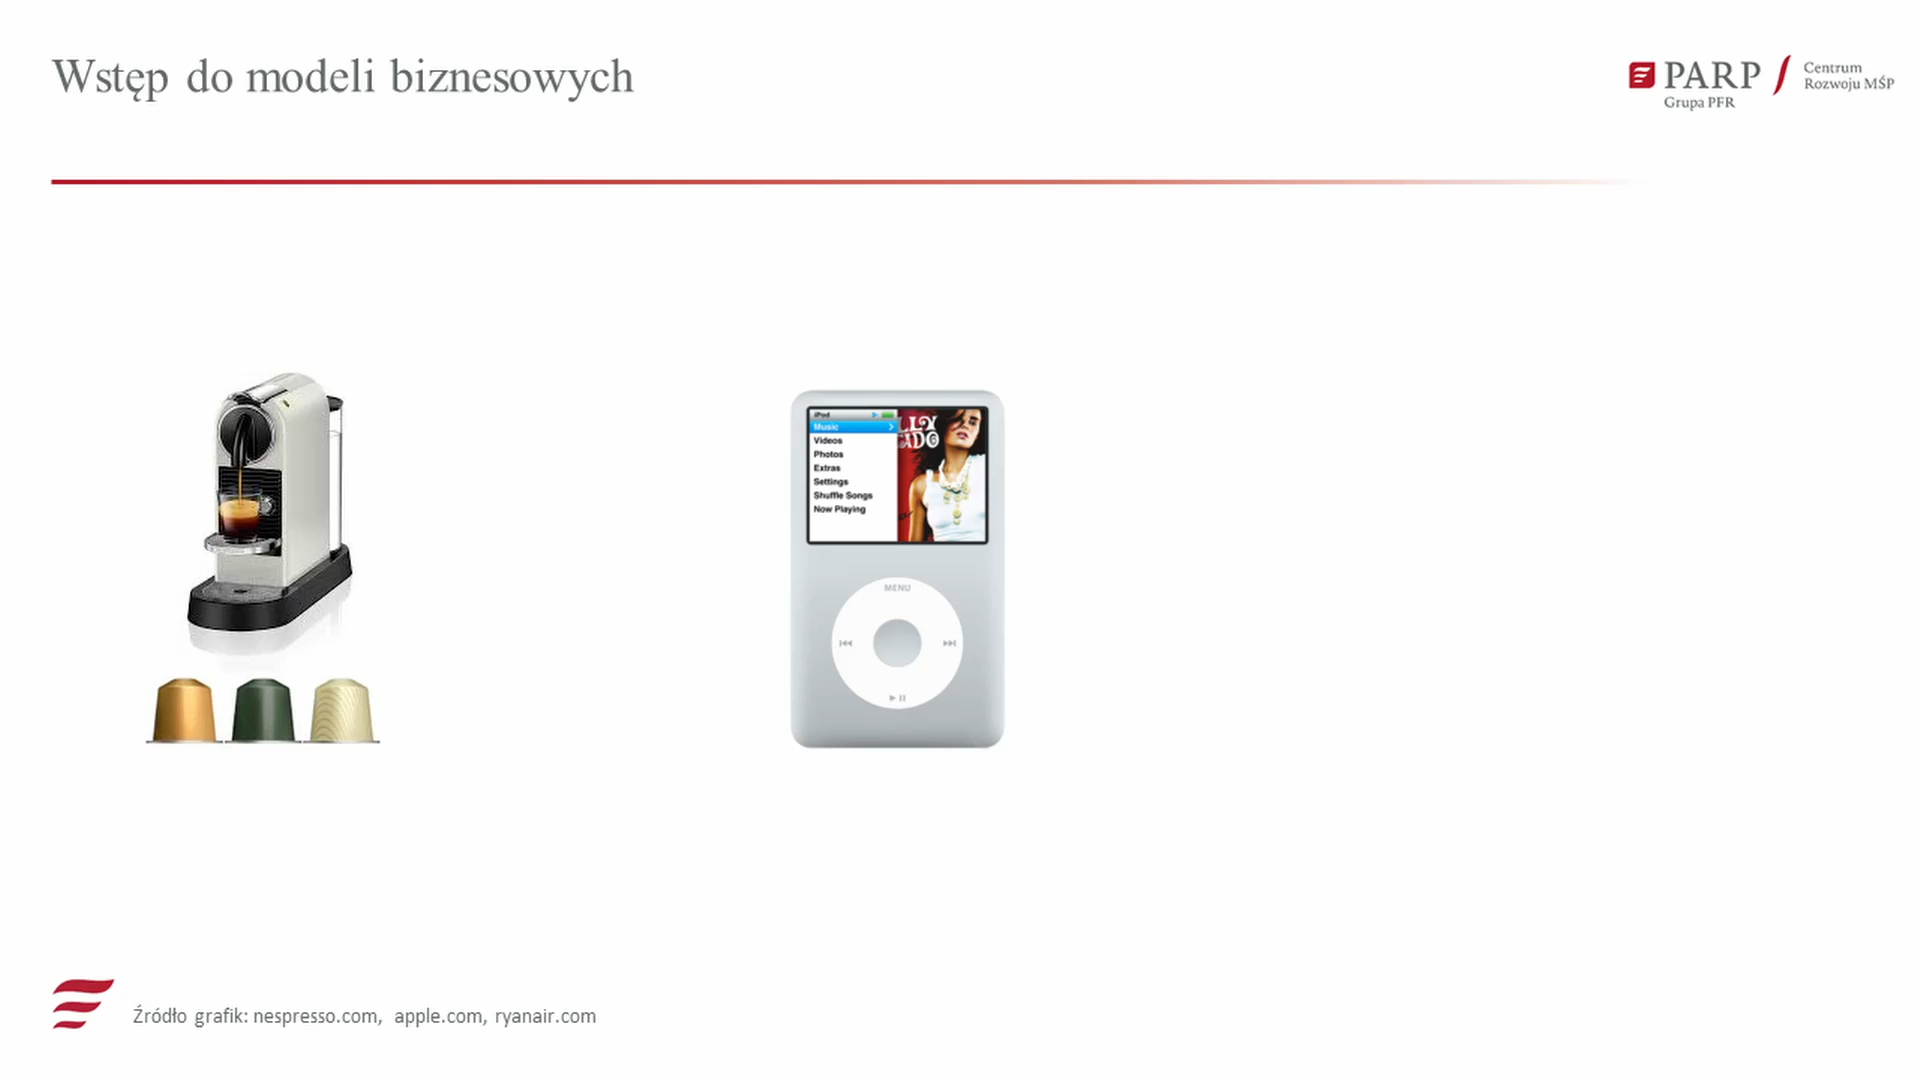 Wstęp do modeli biznesowych
PARP
Grupa PFR
Centrum
Rozwoju MŚP
iPod
Music
Videos
Photos
Extras
Settings
Shuffle Songs
Now Playing
MENU
Źródło grafik: nespresso.com, apple.com, ryanair.com